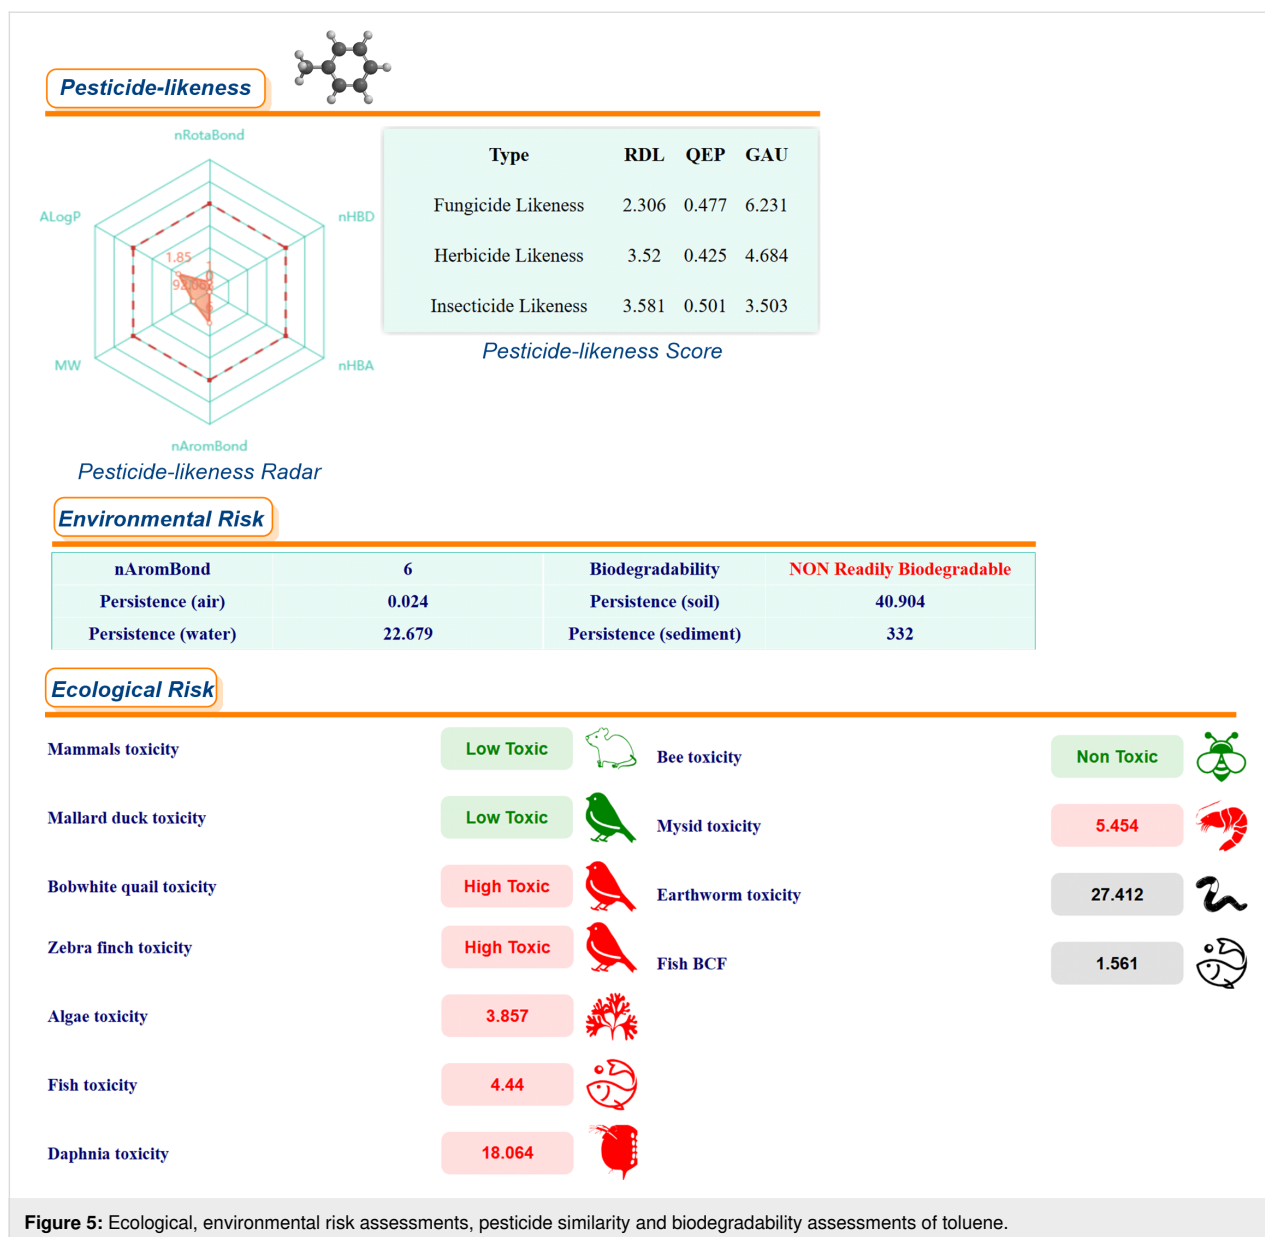 Pesticide-likeness
nRotaBond
ALogP
nHBD
1.85
MW
nHBA
nAromBond
Pesticide-likeness Radar
Type RDL QEP GAU
Fungicide Likeness 2.306 0.477 6.231
Herbicide Likeness 3.52 0.425 4.684
Insecticide Likeness 3.581 0.501 3.503
Pesticide-likeness Score
Environmental Risk
nAromBond 6 Biodegradability NON Readily Biodegradable
Persistence (air) 0.024 Persistence (soil) 40.904
Persistence (water) 22.679 Persistence (sediment) 332
Ecological Risk
Mammals toxicity Low Toxic
Mallard duck toxicity Low Toxic
Bobwhite quail toxicity High Toxic
Zebra finch toxicity High Toxic
Algae toxicity 3.857
Fish toxicity 4.44
Daphnia toxicity 18.064
Bee toxicity Non Toxic
Mysid toxicity 5.454
Earthworm toxicity 27.412
Fish BCF 1.561
Figure 5: Ecological, environmental risk assessments, pesticide similarity and biodegradability assessments of toluene.